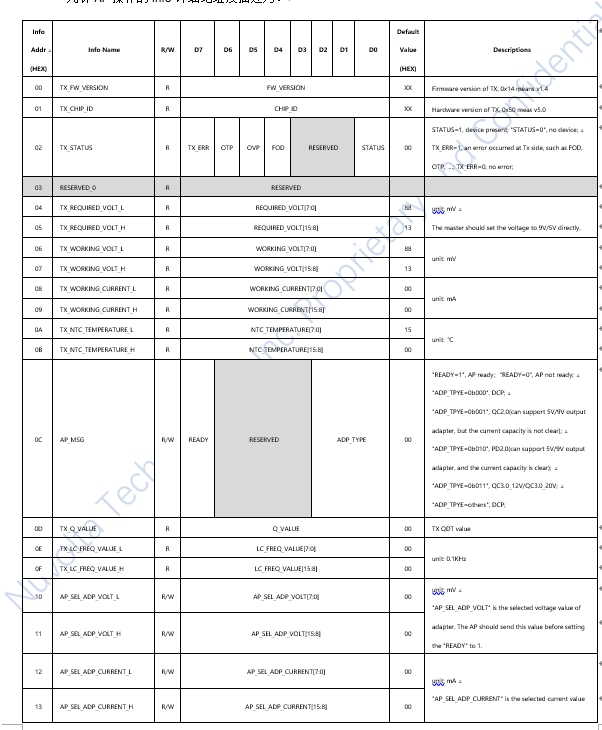 Info Addr (HEX) Info Name R/W D7 D6 D5 D4 D3 D2 D1 D0 Default Value (HEX) Descriptions
00 TX_FW_VERSION R FW_VERSION XX Firmware version of TX, 0x14 means v1.4
01 TX_CHIP_ID R CHIP_ID XX Hardware version of TX, 0x50 meas v5.0
02 TX_STATUS R TX_ERR OTP OVP FOD RESERVED STATUS 00
STATUS=1, device present; "STATUS=0", no device;
TX_ERR=1, an error occurred at Tx side, such as FOD,
OTP, ...; TX_ERR=0, no error;
03 RESERVED_0 R RESERVED
04 TX_REQUIRED_VOLT_L R REQUIRED_VOLT[7:0] 88 unit: mV
05 TX_REQUIRED_VOLT_H R REQUIRED_VOLT[15:8] 13 The master should set the voltage to 9V/5V directly.
06 TX_WORKING_VOLT_L R WORKING_VOLT[7:0] 88
unit: mV
07 TX_WORKING_VOLT_H R WORKING_VOLT[15:8] 13
08 TX_WORKING_CURRENT_L R WORKING_CURRENT[7:0] 00
unit: mA
09 TX_WORKING_CURRENT_H R WORKING_CURRENT[15:8] 00
0A TX_NTC_TEMPERATURE_L R NTC_TEMPERATURE[7:0] 15
unit: ℃
0B TX_NTC_TEMPERATURE_H R NTC_TEMPERATURE[15:8] 00
0C AP_MSG R/W READY RESERVED ADP_TYPE 00
"READY=1", AP ready; "READY=0", AP not ready;
"ADP_TPYE=0b000", DCP;
"ADP_TPYE=0b001", QC2.0(can support 5V/9V output
adapter, but the current capacity is not clear);
"ADP_TPYE=0b010", PD2.0(can support 5V/9V output
adapter, and the current capacity is clear);
"ADP_TPYE=0b011", QC3.0_12V/QC3.0_20V;
"ADP_TPYE=others", DCP;
0D TX_Q_VALUE R Q_VALUE 00 TX QDT value
0E TX_LC_FREQ_VALUE_L R LC_FREQ_VALUE[7:0] 00
unit: 0.1KHz
0F TX_LC_FREQ_VALUE_H R LC_FREQ_VALUE[15:8] 00
10 AP_SEL_ADP_VOLT_L R/W AP_SEL_ADP_VOLT[7:0] 00
unit: mV
"AP_SEL_ADP_VOLT" is the selected voltage value of
11 AP_SEL_ADP_VOLT_H R/W AP_SEL_ADP_VOLT[15:8] 00
adapter. The AP should send this value before setting
the "READY" to 1.
12 AP_SEL_ADP_CURRENT_L R/W AP_SEL_ADP_CURRENT[7:0] 00
unit: mA
"AP_SEL_ADP_CURRENT" is the selected current value
13 AP_SEL_ADP_CURRENT_H R/W AP_SEL_ADP_CURRENT[15:8] 00